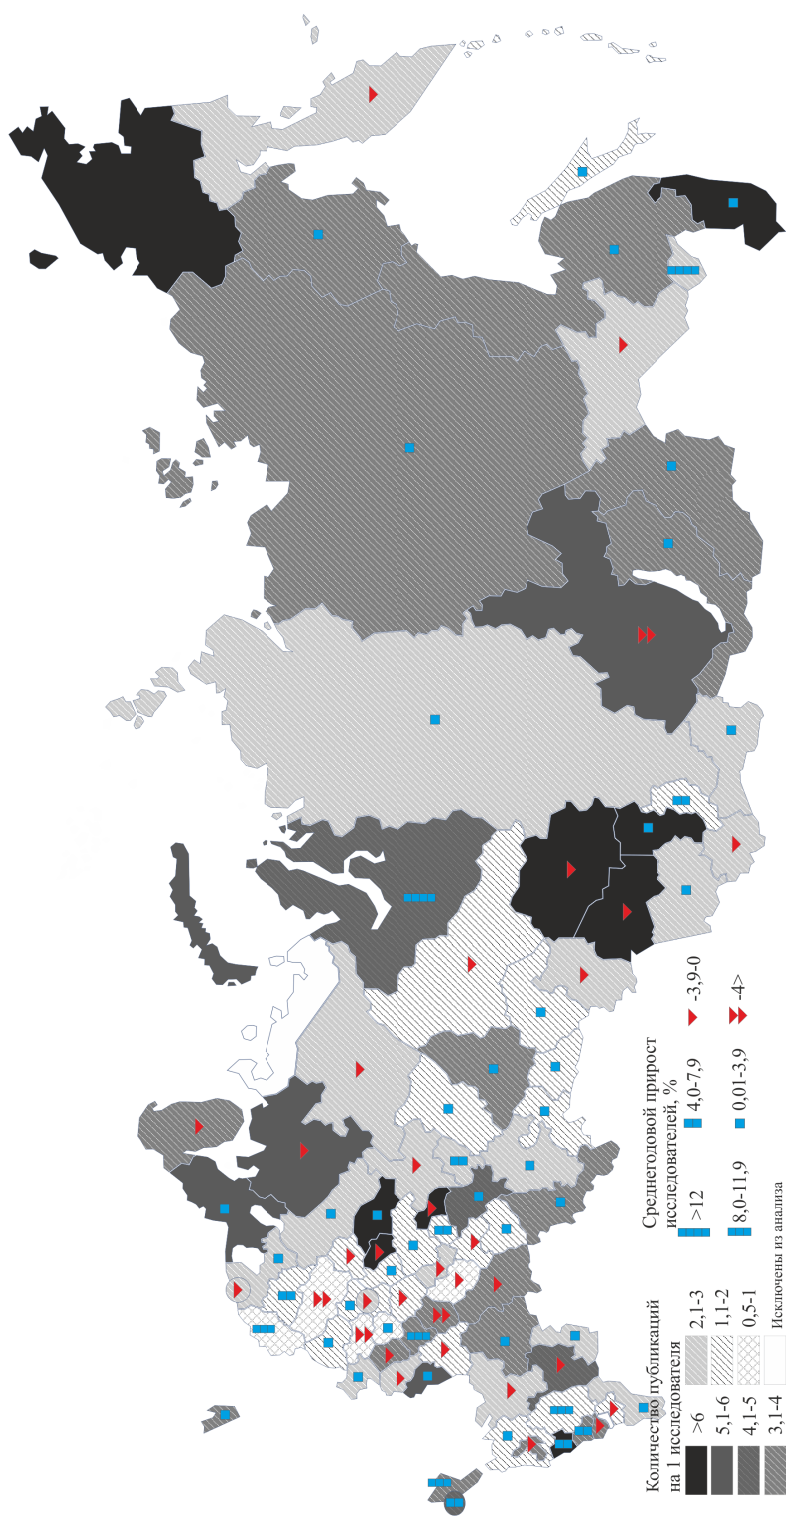 Количество публикаций
на 1 исследователя
>6
5,1-6
4,1-5
3,1-4
2,1-3
1,1-2
0,5-1
Исключены из анализа
Среднегодовой прирост
исследователей, %
>12
8,0-11,9
4,0-7,9
0,01-3,9
-3,9-0
-4>